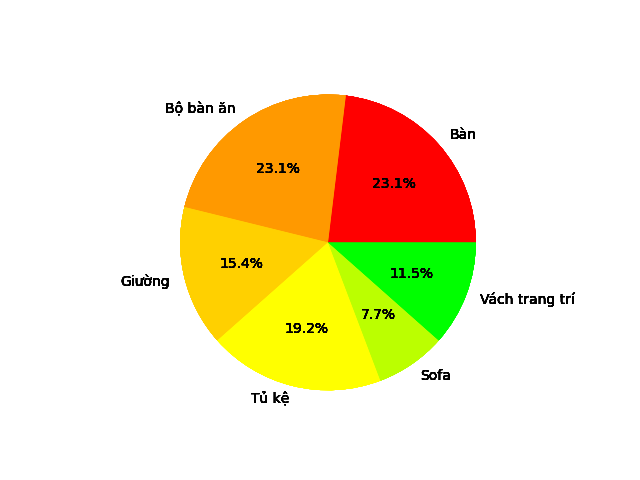 Bộ bàn ăn
Bàn
23.1%
23.1%
15.4%
11.5%
Giường
Vách trang trí
7.7%
19.2%
Sofa
Tủ kệ